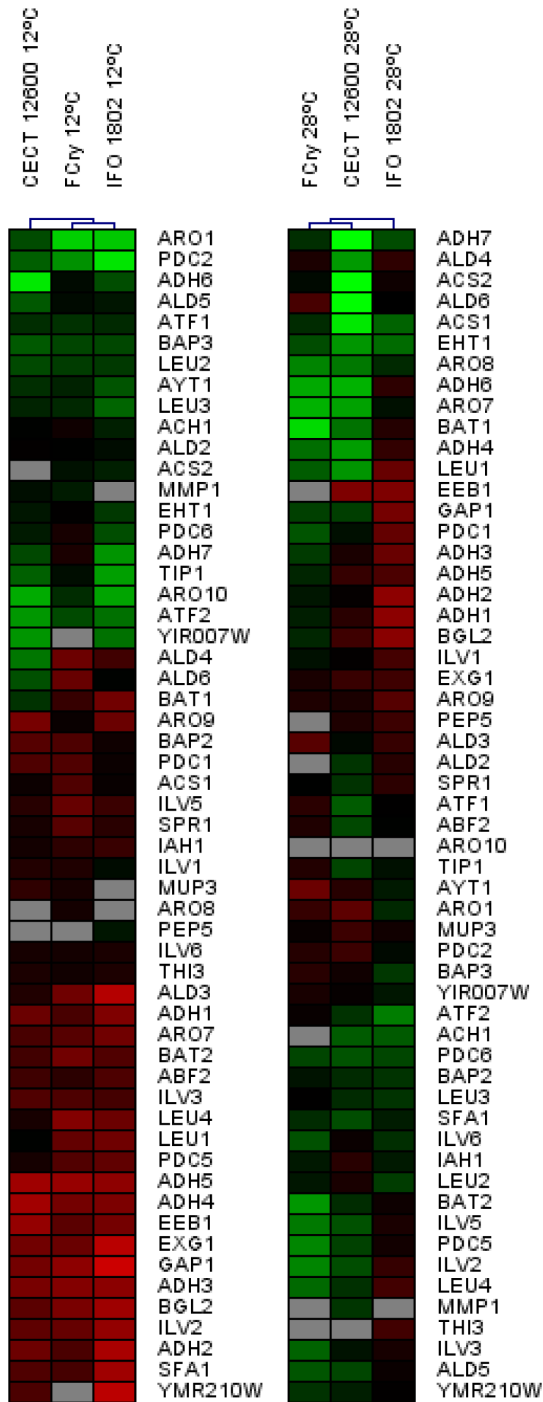 CECT 12600 12ºC
FCry 12ºC
IFO 1802 12ºC
ARO1
PDC2
ADH6
ALD5
ATF1
BAP3
LEU2
AYT1
LEU3
ACH1
ALD2
ACS2
MMP1
EHT1
PDC6
ADH7
TIP1
ARO10
ATF2
YIR007W
ALD4
ALD6
BAT1
ARO9
BAP2
PDC1
ACS1
ILV5
SPR1
IAH1
ILV1
MUP3
ARO8
PEP5
ILV6
THI3
ALD3
ADH1
ARO7
BAT2
ABF2
ILV3
LEU4
LEU1
PDC5
ADH5
ADH4
EEB1
EXG1
GAP1
ADH3
BGL2
ILV2
ADH2
SFA1
YMR210W
FCry 28ºC
CECT 12600 28ºC
IFO 1802 28ºC
ADH7
ALD4
ACS2
ALD6
ACS1
EHT1
ARO8
ADH6
ARO7
BAT1
ADH4
LEU1
EEB1
GAP1
PDC1
ADH3
ADH5
ADH2
ADH1
BGL2
ILV1
EXG1
ARO9
PEP5
ALD3
ALD2
SPR1
ATF1
ABF2
ARO10
TIP1
AYT1
ARO1
MUP3
PDC2
BAP3
YIR007W
ATF2
ACH1
PDC6
BAP2
LEU3
SFA1
ILV6
IAH1
LEU2
BAT2
ILV5
PDC5
ILV2
LEU4
MMP1
THI3
ILV3
ALD5
YMR210W